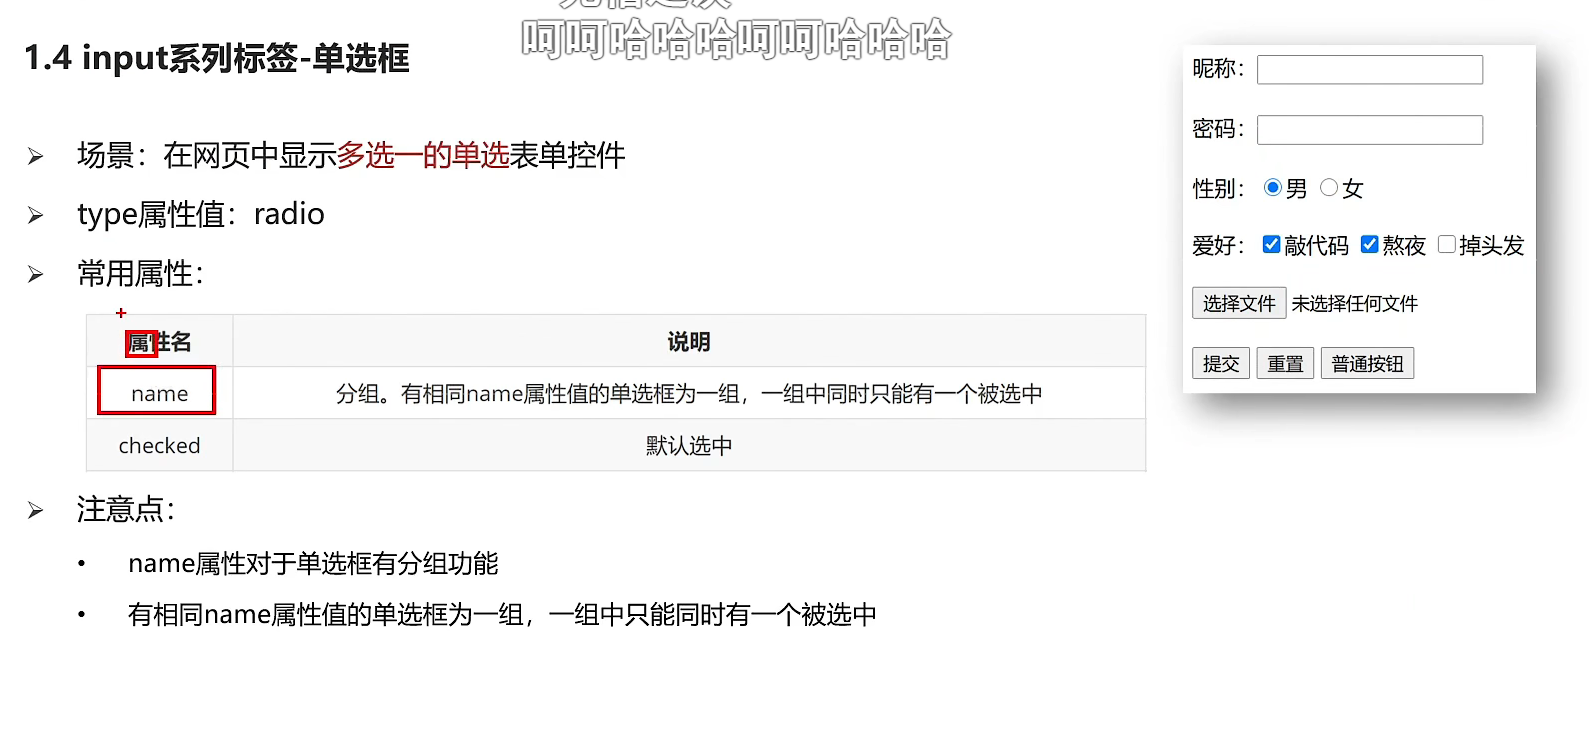 呵呵哈哈哈呵呵哈哈哈
1.4 input系列标签-单选框
场景：在网页中显示多选一的单选表单控件
type属性值：radio
常用属性：
属性名 说明
name 分组。有相同name属性值的单选框为一组，一组中同时只能有一个被选中
checked 默认选中
注意点：
name属性对于单选框有分组功能
有相同name属性值的单选框为一组，一组中只能同时有一个被选中
昵称：
密码：
性别： 男 女
爱好： 敲代码 熬夜 掉头发
选择文件 未选择任何文件
提交 重置 普通按钮